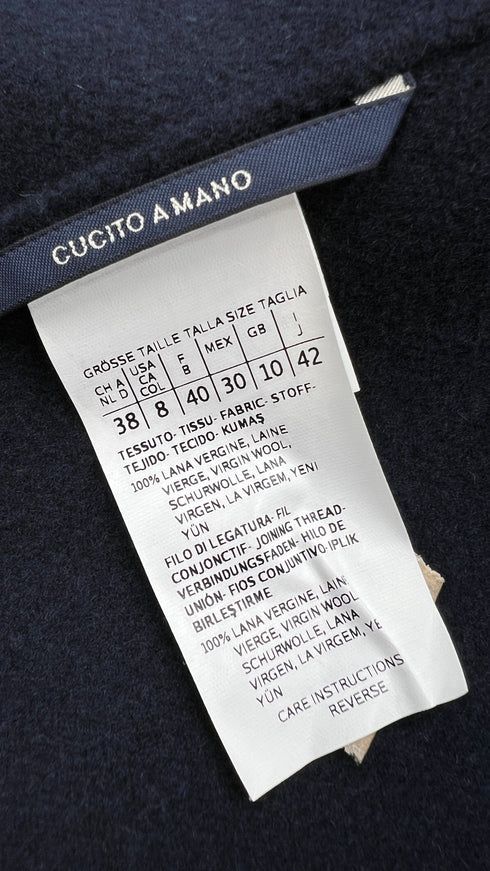 CUCITO A MANO
GRÖSSE TAILLE TALLA SIZE TAGLIA
CH A NL D | USA CA COL | F B | MEX | GB | I J
38 | 8 | 40 | 30 | 10 | 42
TESSUTO- TISSU- FABRIC- STOFF-
TEJIDO- TECIDO- KUMAŞ
100% LANA VERGINE, LAINE
VIERGE, VIRGIN WOOL,
SCHURWOLLE, LANA
VIRGEN, LA VIRGEM, YENI
YÜN
FILO DI LEGATURA- FIL
CONJONCTIF- JOINING THREAD-
VERBINDUNGSFADEN- HILO DE
UNIÓN- FIOS CONJUNTIVO- IPLIK
BIRLEŞTIRME
100% LANA VERGINE, LAIN
VIERGE, VIRGIN WOOL
SCHURWOLLE, LANA
VIRGEN, LA VIRGEM, YE
YÜN
CARE INSTRUCTIONS
REVERSE